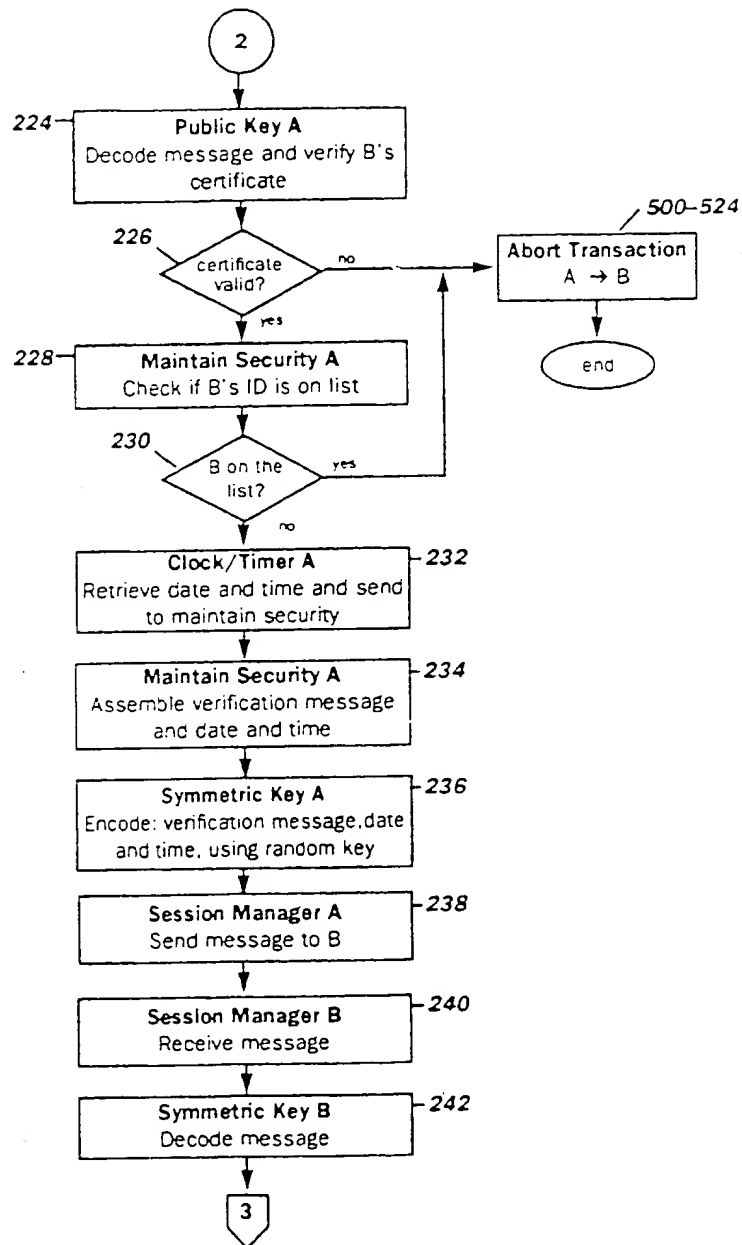 2
224
Public Key A
Decode message and verify B's
certificate
500-524
Abort Transaction
A → B
end
226
certificate
valid?
no
yes
228
Maintain Security A
Check if B's ID is on list
230
B on the
list?
yes
no
232
Clock/Timer A
Retrieve date and time and send
to maintain security
234
Maintain Security A
Assemble verification message
and date and time
236
Symmetric Key A
Encode: verification message,date
and time, using random key
238
Session Manager A
Send message to B
240
Session Manager B
Receive message
242
Symmetric Key B
Decode message
3